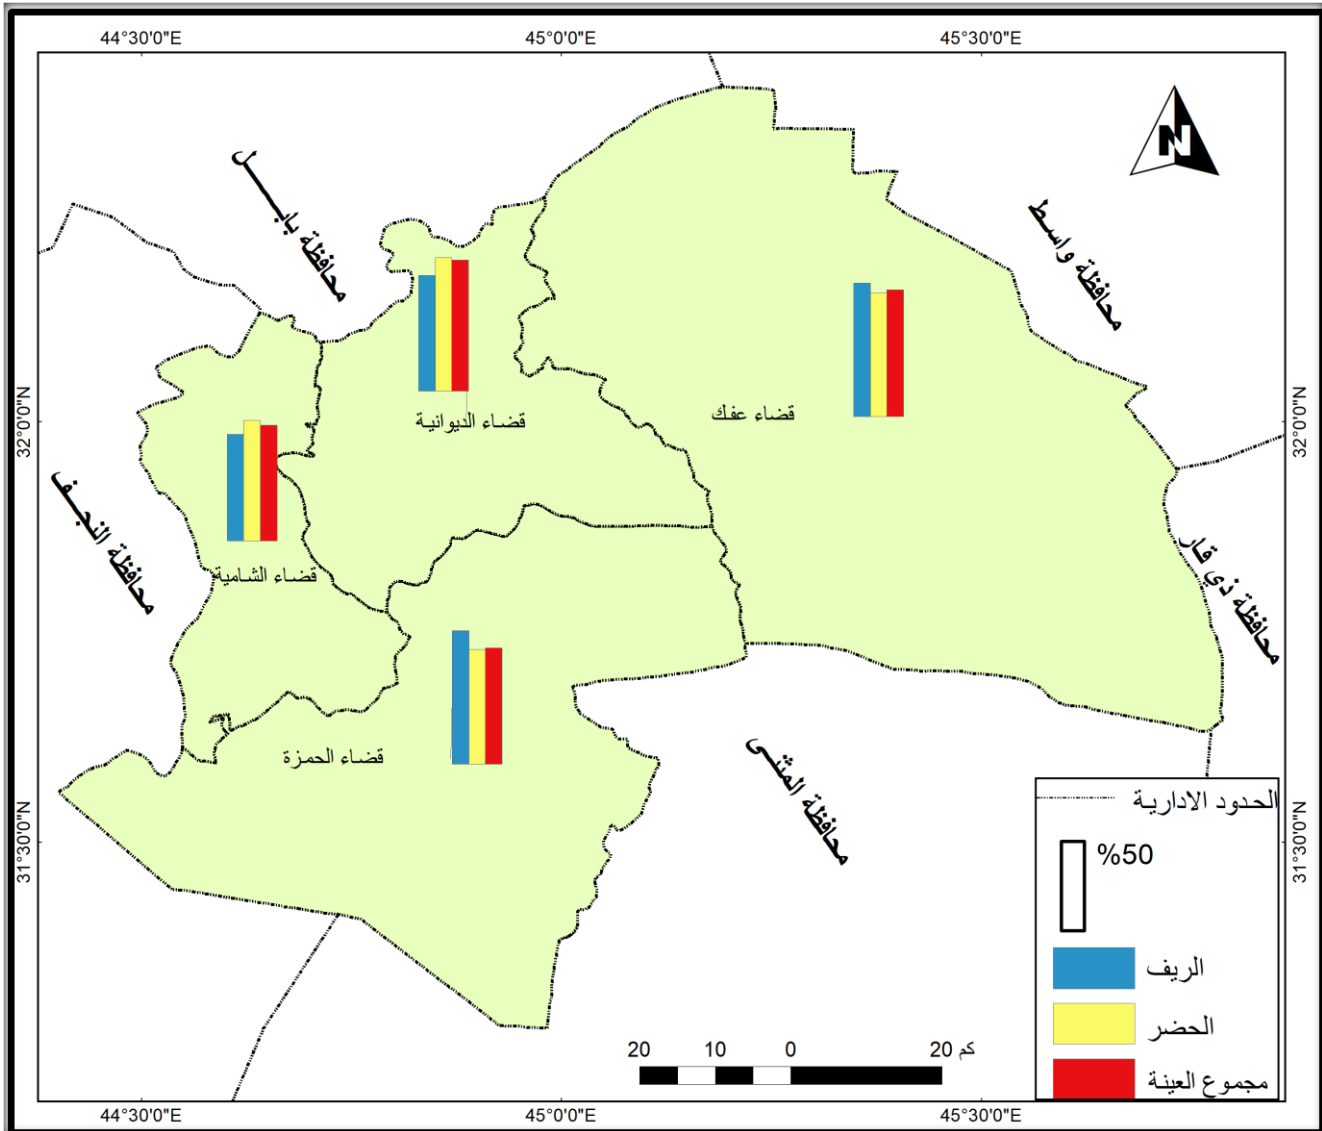 44°30'0"E
45°0'0"E
45°30'0"E
N
محافظة بابـــــل
محافظة واسط
32°0'0"N
32°0'0"N
قضاء عفك
قضاء الديوانية
محافظة النجــف
محافظة ذي قار
قضاء الشامية
قضاء الحمزة
محافظة المثنــى
31°30'0"N
31°30'0"N
الحدود الادارية
%50
الريف
الحضر
مجموع العينة
20 10 0 20 كم
44°30'0"E
45°0'0"E
45°30'0"E